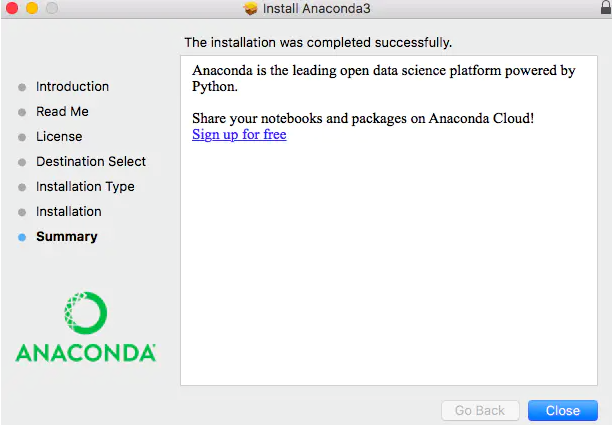 Install Anaconda3
The installation was completed successfully.
Introduction
Read Me
License
Destination Select
Installation Type
Installation
Summary
Anaconda is the leading open data science platform powered by
Python.
Share your notebooks and packages on Anaconda Cloud!
Sign up for free
ANACONDA
Go Back
Close